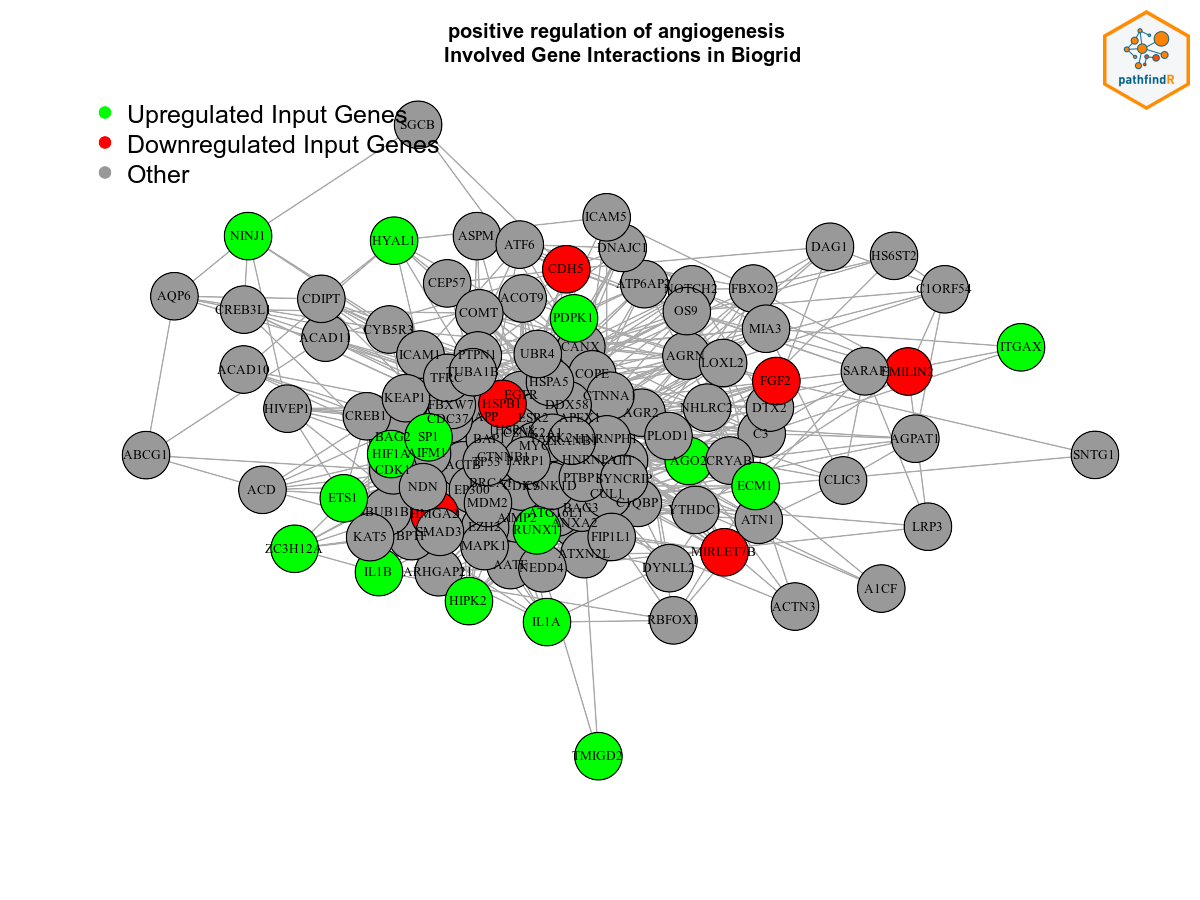 positive regulation of angiogenesis
Involved Gene Interactions in Biogrid
pathfindR
Upregulated Input Genes
Downregulated Input Genes
Other
SGCB
ICAM5
NINJ1
HYAL1
ASPM
ATF6
DNAJC1
DAG1
HS6ST2
CDH5
CEP57
ATP6AP2
NOTCH2
FBXO2
C1ORF54
AQP6
CREB3L1
CDIPT
ACOT9
COMT
PDPK1
OS9
MIA3
CYB5R3
ACAD11
ITGAX
ICAM1
PTPN1
UBR4
CANX
AGRN
LOXL2
ACAD10
TFRC
TUBA1B
HSPA5
COPE
FGF2
SARAF
EMILIN2
KEAP1
HSPB1
EGFR
CTNNA
HIVEP1
CREB1
FBXW7
CDC37
APP
DDX58
APEX1
AGR2
NHLRC2
DTX2
BAG2
SP1
BAP1
PLOD1
C3
AGPAT1
HIF1A
AIFM1
MYC
HNRNPH1
ABCG1
CDK1
ACTB
TP53
CTNNB1
PARP1
AGO2
CRYAB
SNTG1
ACD
NDN
EP300
BRCA1
PTBP1
SYNCRIP
ECM1
CLIC3
ETS1
MDM2
CUL1
C1QBP
BUB1B
HMGA2
BAG3
YTHDC
ATN1
LRP3
SMAD3
EZH2
AIMP2
ATG16L1
ANXA2
KAT5
BPTF
MAPK1
RUNX1
FIP1L1
ZC3H12A
MIRLET7B
IL1B
ARHGAP21
AATF
NEDD4
ATXN2L
DYNLL2
A1CF
HIPK2
IL1A
RBFOX1
ACTN3
TMIGD2